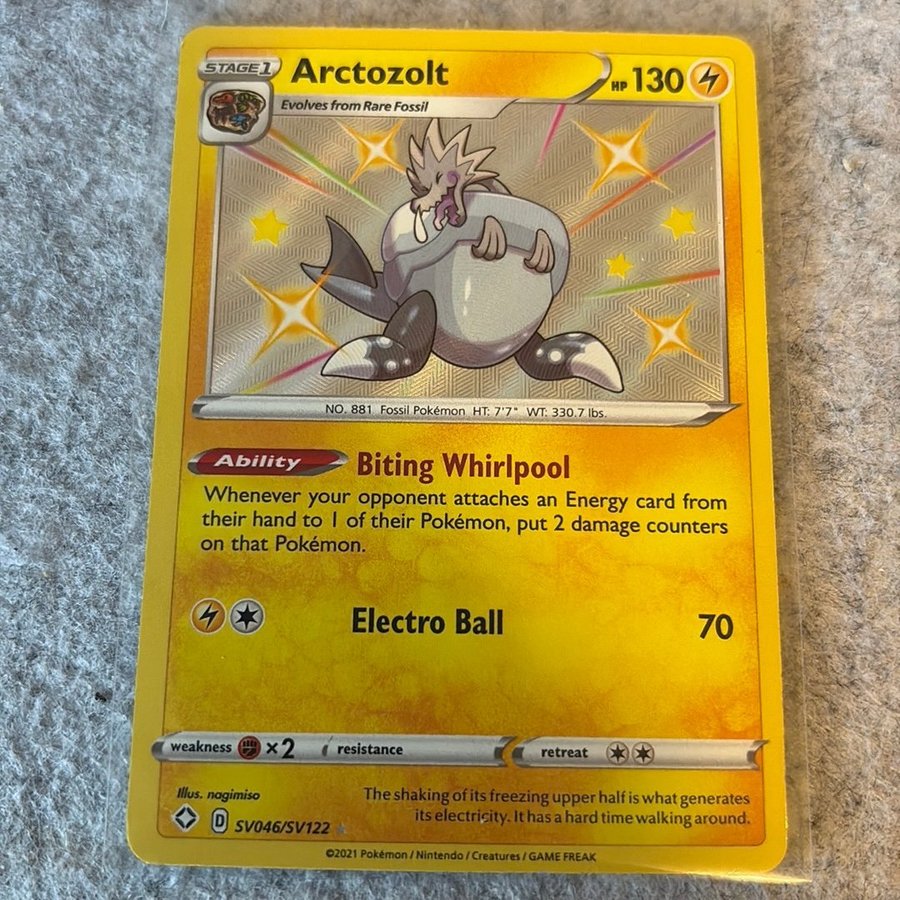 STAGE 1
Arctozolt
HP 130
Evolves from Rare Fossil
NO. 881 Fossil Pokémon HT: 7'7" WT: 330.7 lbs.
Ability Biting Whirlpool
Whenever your opponent attaches an Energy card from
their hand to 1 of their Pokémon, put 2 damage counters
on that Pokémon.
Electro Ball 70
weakness ×2 resistance retreat
Illus. nagimiso
The shaking of its freezing upper half is what generates
its electricity. It has a hard time walking around.
D SV046/SV122
©2021 Pokémon / Nintendo / Creatures / GAME FREAK